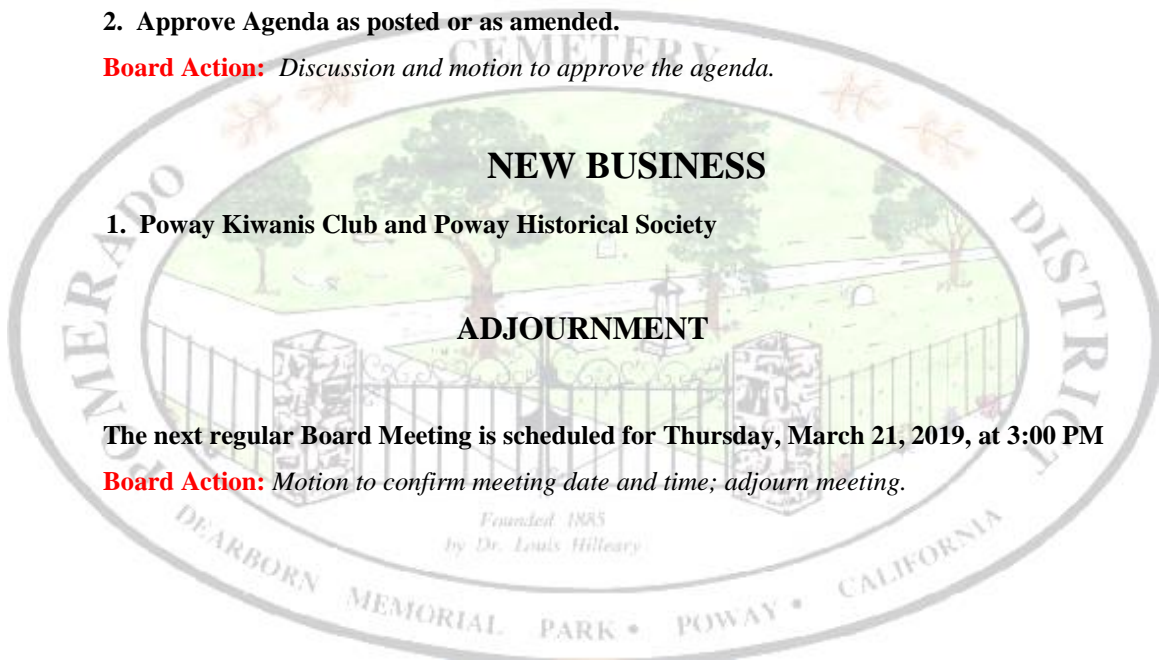 2. Approve Agenda as posted or as amended.
Board Action: Discussion and motion to approve the agenda.
NEW BUSINESS
1. Poway Kiwanis Club and Poway Historical Society
ADJOURNMENT
The next regular Board Meeting is scheduled for Thursday, March 21, 2019, at 3:00 PM
Board Action: Motion to confirm meeting date and time; adjourn meeting.
POMERADO CEMETERY DISTRICT
Founded 1885
by Dr. Louis Hilleary
DEARBORN MEMORIAL PARK • POWAY • CALIFORNIA